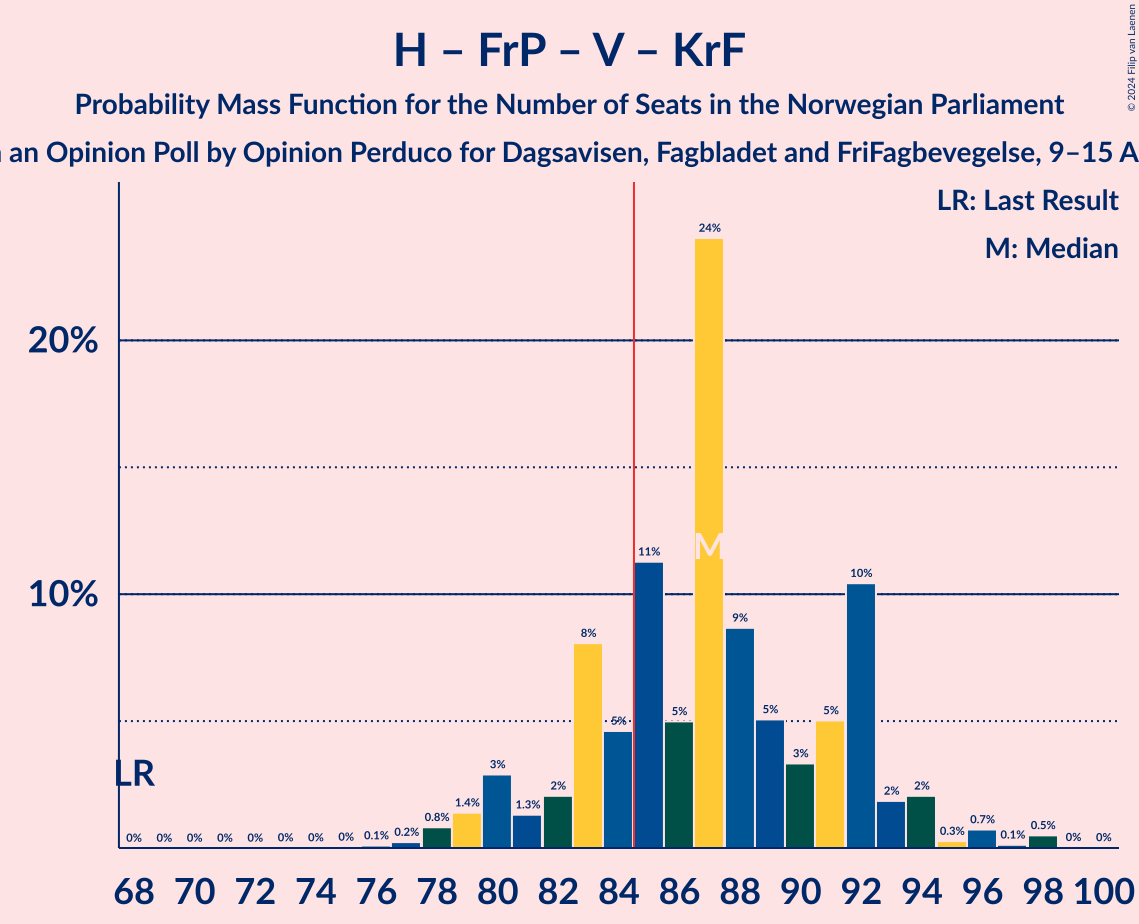 H – FrP – V – KrF
Probability Mass Function for the Number of Seats in the Norwegian Parliament
an Opinion Poll by Opinion Perduco for Dagsavisen, Fagbladet and FriFagbevegelse, 9–15 A
© 2024 Filip van Laenen
LR: Last Result
M: Median
20%
10%
LR
M
0% 0% 0% 0% 0% 0% 0% 0% 0.1% 0.2% 0.8% 1.4% 3% 1.3% 2% 8% 5% 11% 5% 24% 9% 5% 3% 5% 10% 2% 2% 0.3% 0.7% 0.1% 0.5% 0% 0%
68 70 72 74 76 78 80 82 84 86 88 90 92 94 96 98 100